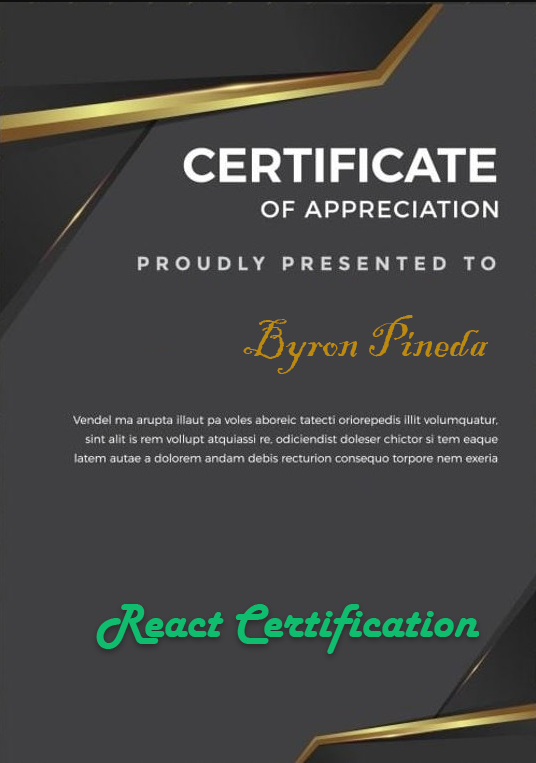 CERTIFICATE
OF APPRECIATION
PROUDLY PRESENTED TO
Byron Pineda
Vendel ma arupta illaut pa voles aboreic tatecti oriorepedis illit volumquatur,
sint alit is rem vollupt atquiassi re, odiciendist doleser chictor si tem eaque
latem autae a dolorem andam debis recturion consequo torpore nem exeria
React Certification